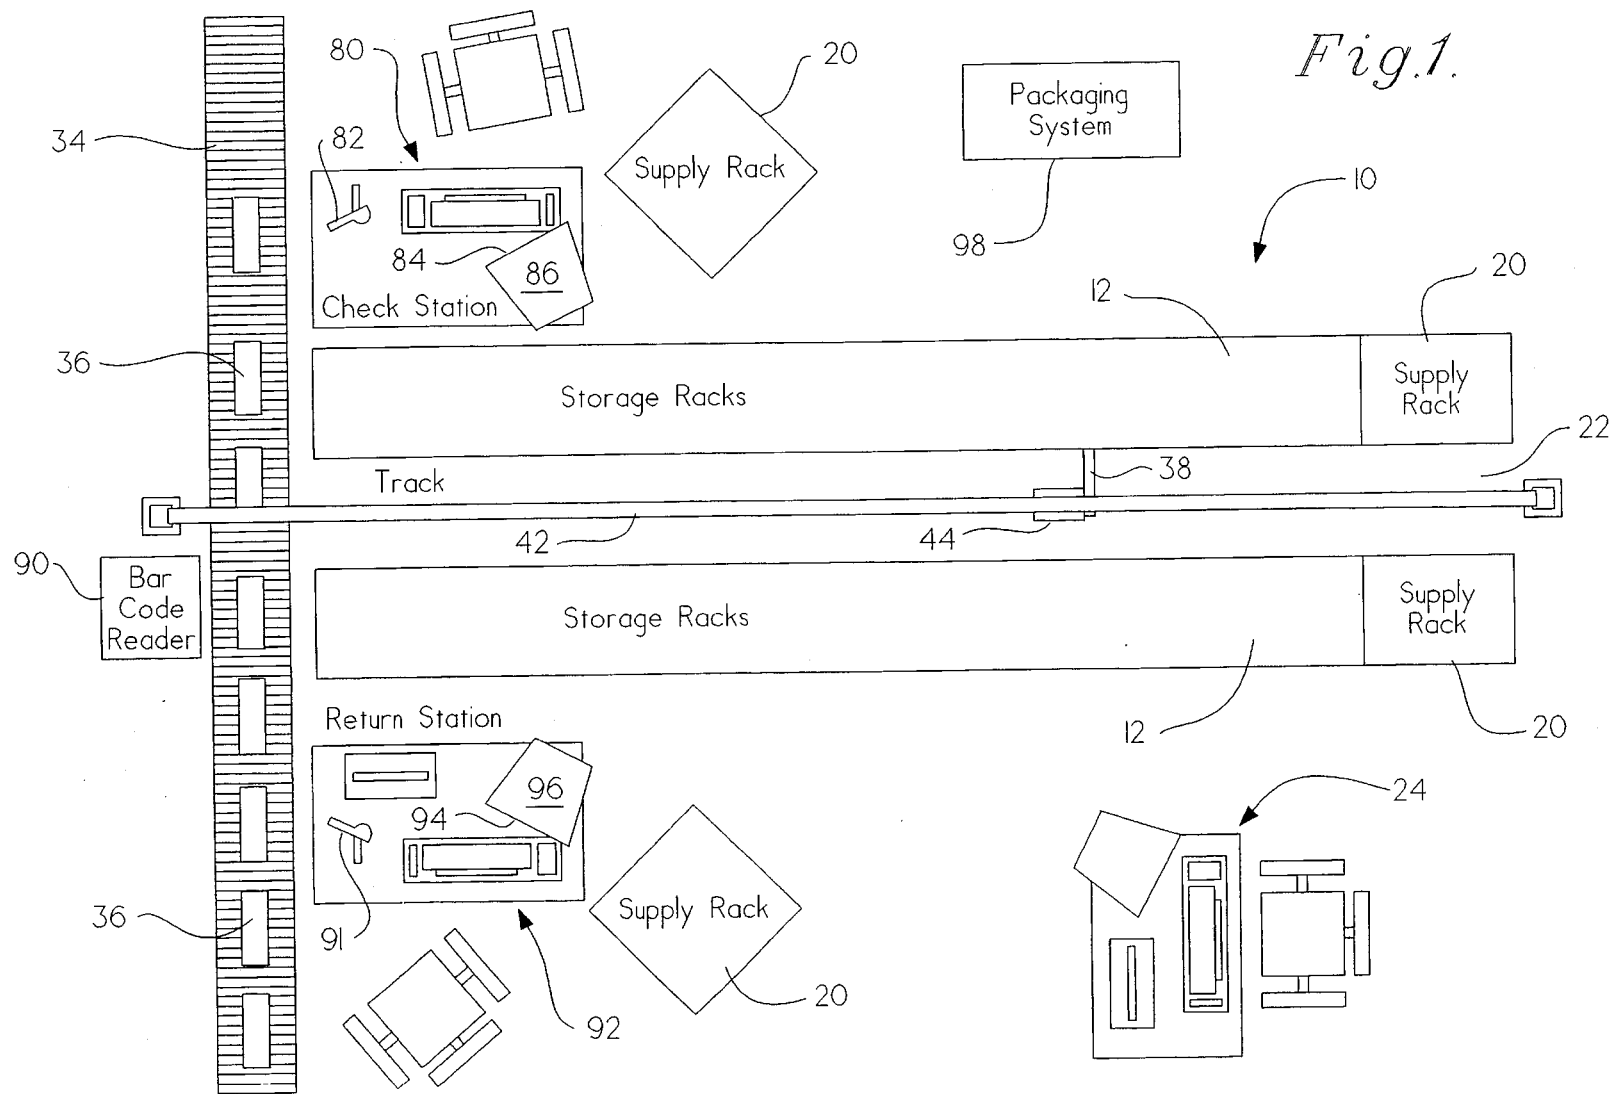 Fig.1.
80
20
34
82
Supply Rack
Packaging
System
10
98
84
86
Check Station
12
20
36
Storage Racks
Supply
Rack
22
Track
38
42
44
90
Bar
Code
Reader
Storage Racks
Supply
Rack
12
20
Return Station
96
94
24
36
91
Supply Rack
20
92